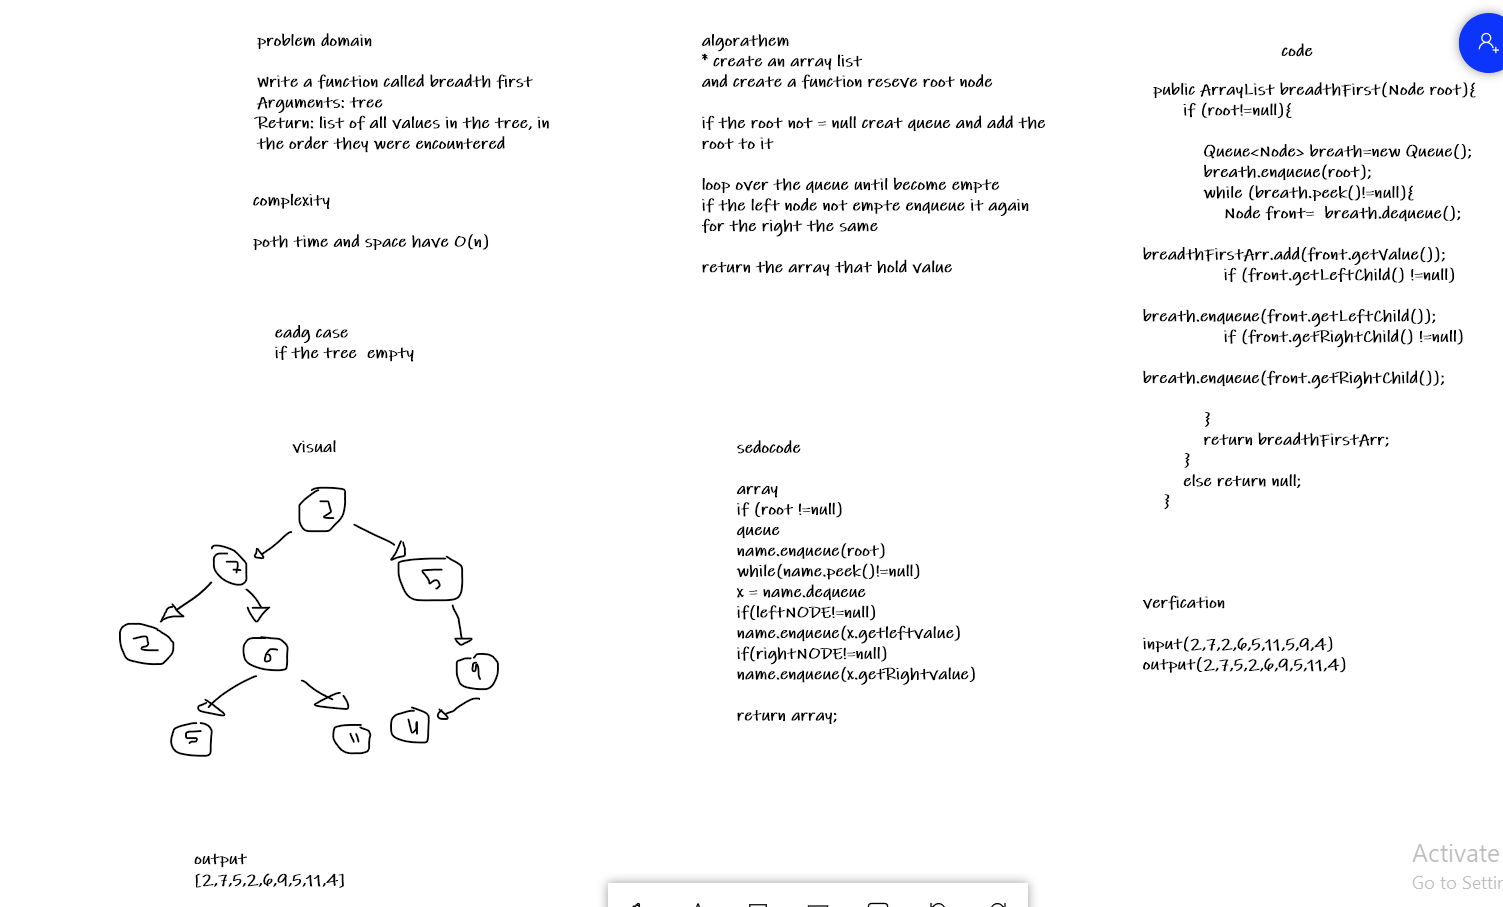 problem domain
Write a function called breadth first
Arguments: tree
Return: list of all values in the tree, in
the order they were encountered
complexity
poth time and space have O(n)
eadg case
if the tree  empty
visual
2
7
5
2
6
9
5
11
4
output
[2,7,5,2,6,9,5,11,4]
algorathem
* create an array list
and create a function reseve root node
if the root not = null creat queue and add the
root to it
loop over the queue until become empte
if the left node not empte enqueue it again
for the right the same
return the array that hold value
sedocode
array
if (root !=null)
queue
name.enqueue(root)
while(name.peek()!=null)
x = name.dequeue
if(leftNODE!=null)
name.enqueue(x.getleftvalue)
if(rightNODE!=null)
name.enqueue(x.getRightvalue)
return array;
code
public ArrayList breadthFirst(Node root){
if (root!=null){
Queue<Node> breath=new Queue();
breath.enqueue(root);
while (breath.peek()!=null){
Node front=  breath.dequeue();
breadthFirstArr.add(front.getValue());
if (front.getLeftChild() !=null)
breath.enqueue(front.getLeftChild());
if (front.getRightChild() !=null)
breath.enqueue(front.getRightChild());
}
return breadthFirstArr;
}
else return null;
}
verfication
input(2,7,2,6,5,11,5,9,4)
output(2,7,5,2,6,9,5,11,4)
Activate
Go to Settin